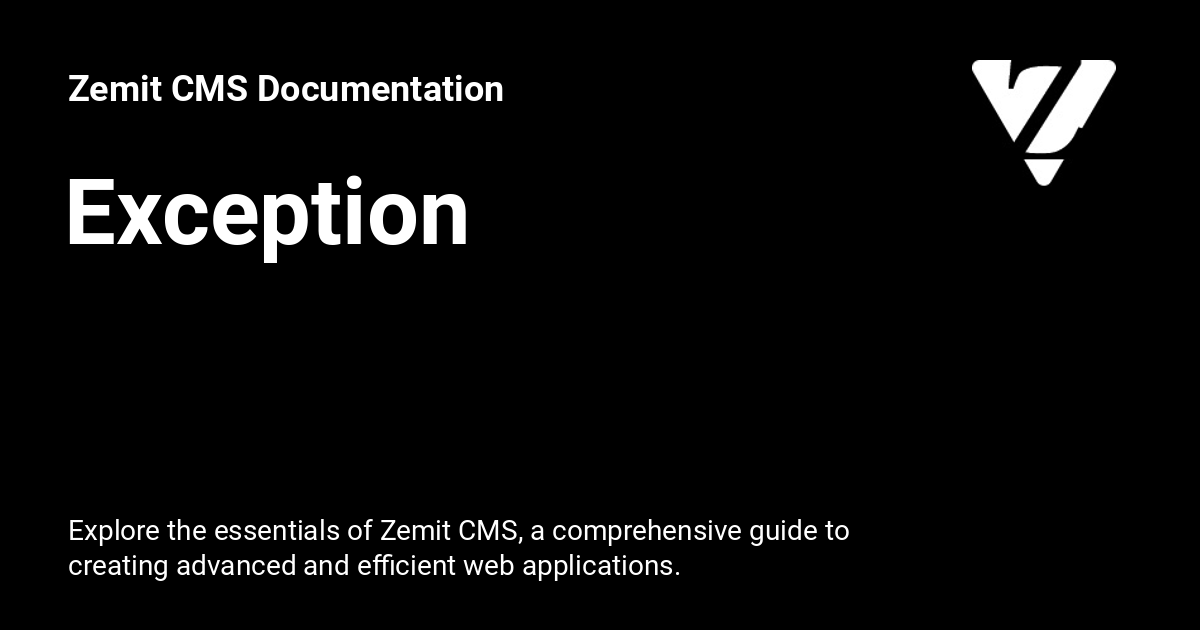 Zemit CMS Documentation
Exception
Explore the essentials of Zemit CMS, a comprehensive guide to
creating advanced and efficient web applications.